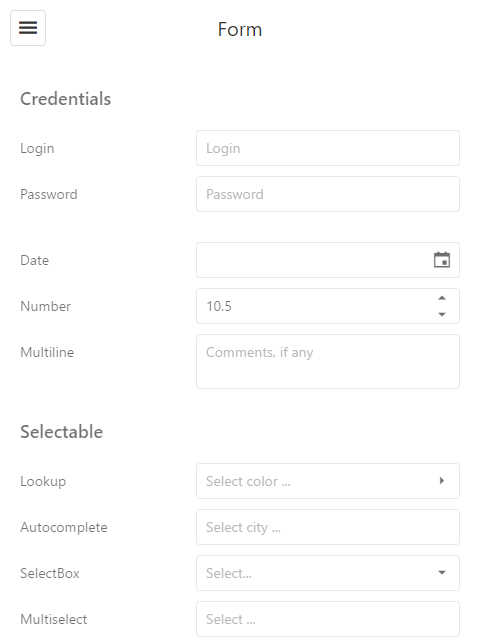 Form
Credentials
Login Login
Password Password
Date
Number 10.5
Multiline Comments, if any
Selectable
Lookup Select color ...
Autocomplete Select city ...
SelectBox Select...
Multiselect Select ...